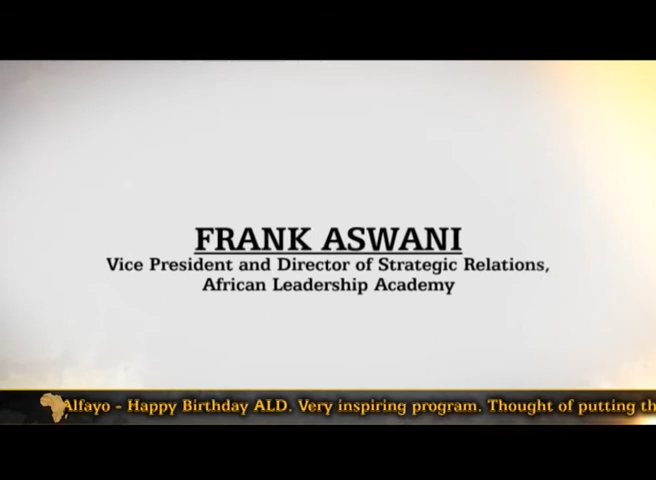 FRANK ASWANI
Vice President and Director of Strategic Relations,
African Leadership Academy
Alfayo - Happy Birthday ALD. Very inspiring program. Thought of putting th